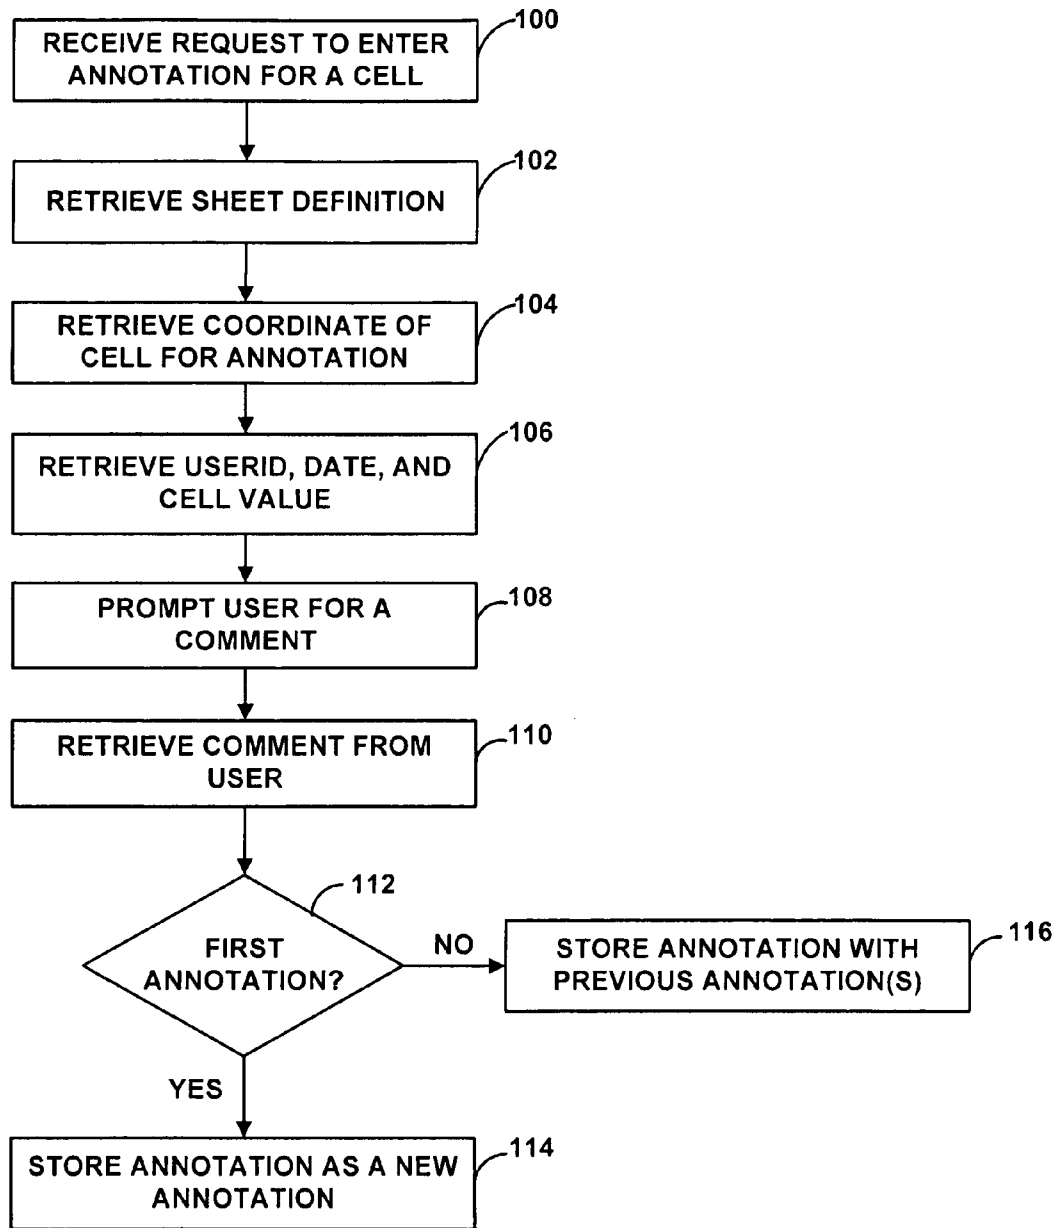 100
RECEIVE REQUEST TO ENTER
ANNOTATION FOR A CELL
102
RETRIEVE SHEET DEFINITION
104
RETRIEVE COORDINATE OF
CELL FOR ANNOTATION
106
RETRIEVE USERID, DATE, AND
CELL VALUE
108
PROMPT USER FOR A
COMMENT
110
RETRIEVE COMMENT FROM
USER
112
FIRST
ANNOTATION?
NO
STORE ANNOTATION WITH
PREVIOUS ANNOTATION(S)
116
YES
114
STORE ANNOTATION AS A NEW
ANNOTATION